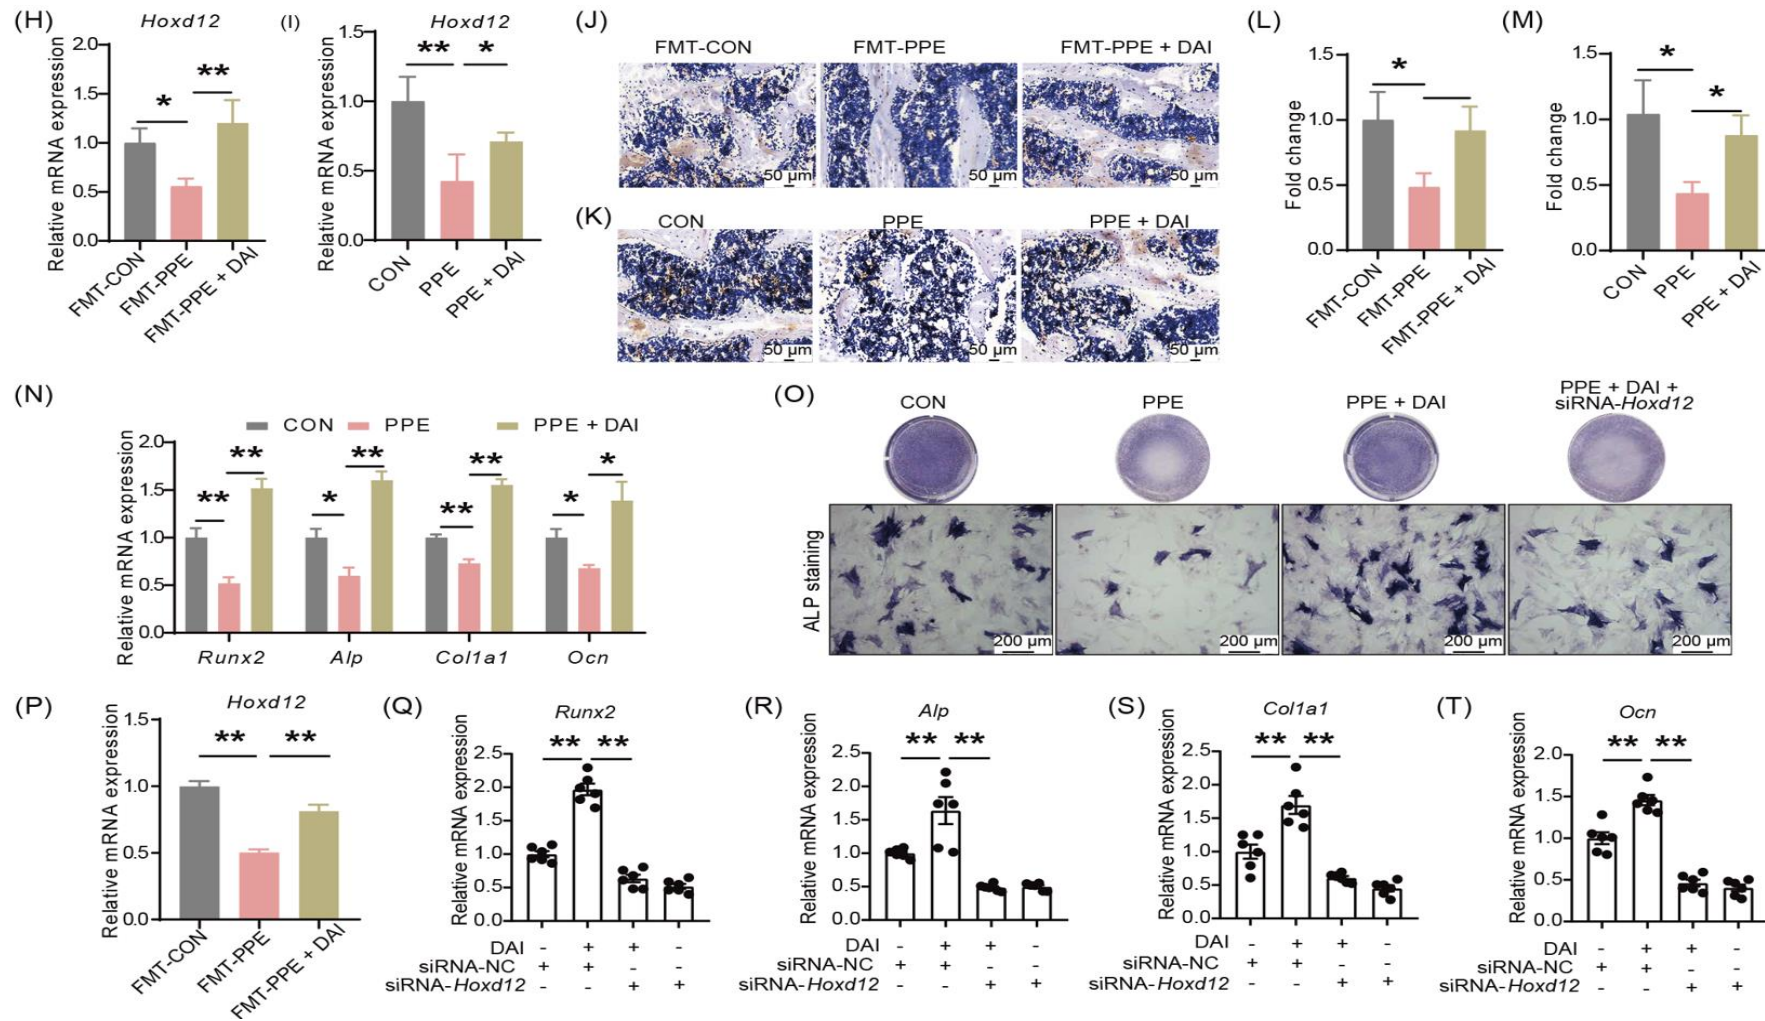 (H)
Hoxd12
Relative mRNA expression
2.0
1.5
1.0
0.5
0.0
*
**
FMT-CON
FMT-PPE
FMT-PPE + DAI
(I)
Hoxd12
Relative mRNA expression
1.5
1.0
0.5
0.0
**
*
CON
PPE
PPE + DAI
(J)
FMT-CON
FMT-PPE
FMT-PPE + DAI
50 µm
50 µm
50 µm
(K)
CON
PPE
PPE + DAI
50 µm
50 µm
50 µm
(L)
Fold change
1.5
1.0
0.5
0.0
*
FMT-CON
FMT-PPE
FMT-PPE + DAI
(M)
Fold change
1.5
1.0
0.5
0.0
*
*
CON
PPE
PPE + DAI
(N)
CON PPE PPE + DAI
Relative mRNA expression
2.0
1.5
1.0
0.5
0.0
** ** * ** ** ** * *
Runx2 Alp Col1a1 Ocn
(O)
CON
PPE
PPE + DAI
PPE + DAI +
siRNA-Hoxd12
ALP staining
200 µm
200 µm
200 µm
200 µm
(P)
Hoxd12
Relative mRNA expression
1.5
1.0
0.5
0.0
** **
FMT-CON
FMT-PPE
FMT-PPE + DAI
(Q)
Runx2
Relative mRNA expression
2.5
2.0
1.5
1.0
0.5
0.0
** **
DAI - + + -
siRNA-NC + + - -
siRNA-Hoxd12 - - + +
(R)
Alp
Relative mRNA expression
2.5
2.0
1.5
1.0
0.5
0.0
** **
DAI - + + -
siRNA-NC + + - -
siRNA-Hoxd12 - - + +
(S)
Col1a1
Relative mRNA expression
2.5
2.0
1.5
1.0
0.5
0.0
** **
DAI - + + -
siRNA-NC + + - -
siRNA-Hoxd12 - - + +
(T)
Ocn
Relative mRNA expression
2.0
1.5
1.0
0.5
0.0
** **
DAI - + + -
siRNA-NC + + - -
siRNA-Hoxd12 - - + +